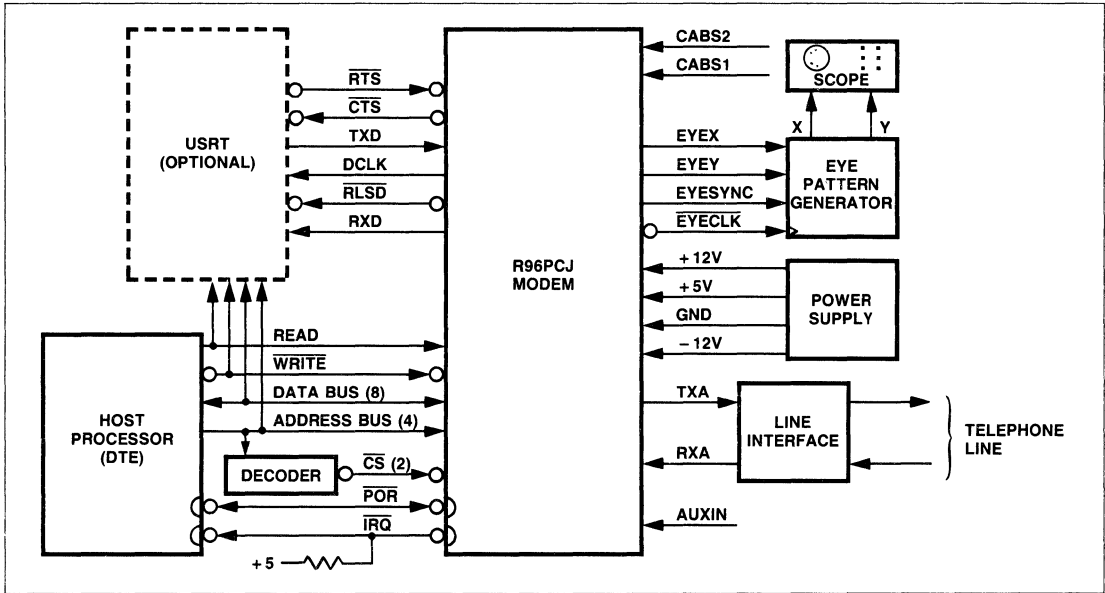 USRT
(OPTIONAL)
RTS
CTS
TXD
DCLK
RLSD
RXD
R96PCJ
MODEM
CABS2
CABS1
SCOPE
X
Y
EYEX
EYEY
EYESYNC
EYECLK
EYE
PATTERN
GENERATOR
+12V
+5V
GND
-12V
POWER
SUPPLY
HOST
PROCESSOR
(DTE)
READ
WRITE
DATA BUS (8)
ADDRESS BUS (4)
DECODER
CS (2)
POR
IRQ
+5
TXA
RXA
LINE
INTERFACE
TELEPHONE
LINE
AUXIN